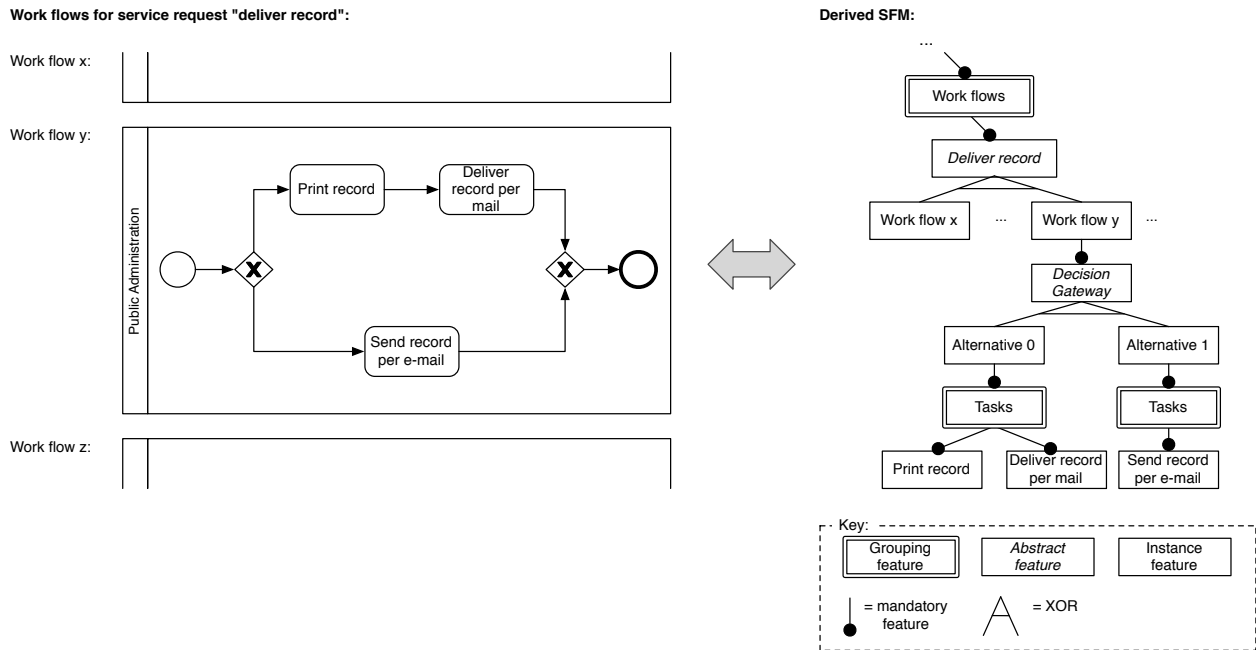 Work flows for service request "deliver record":
Work flow x:
Work flow y:
Public Administration
Print record
Deliver
record per
mail
X
X
Send record
per e-mail
Work flow z:
Derived SFM:
...
Work flows
Deliver record
Work flow x
...
Work flow y
...
Decision
Gateway
Alternative 0
Alternative 1
Tasks
Tasks
Print record
Deliver record
per mail
Send record
per e-mail
Key:
Grouping
feature
Abstract
feature
Instance
feature
= mandatory
feature
= XOR